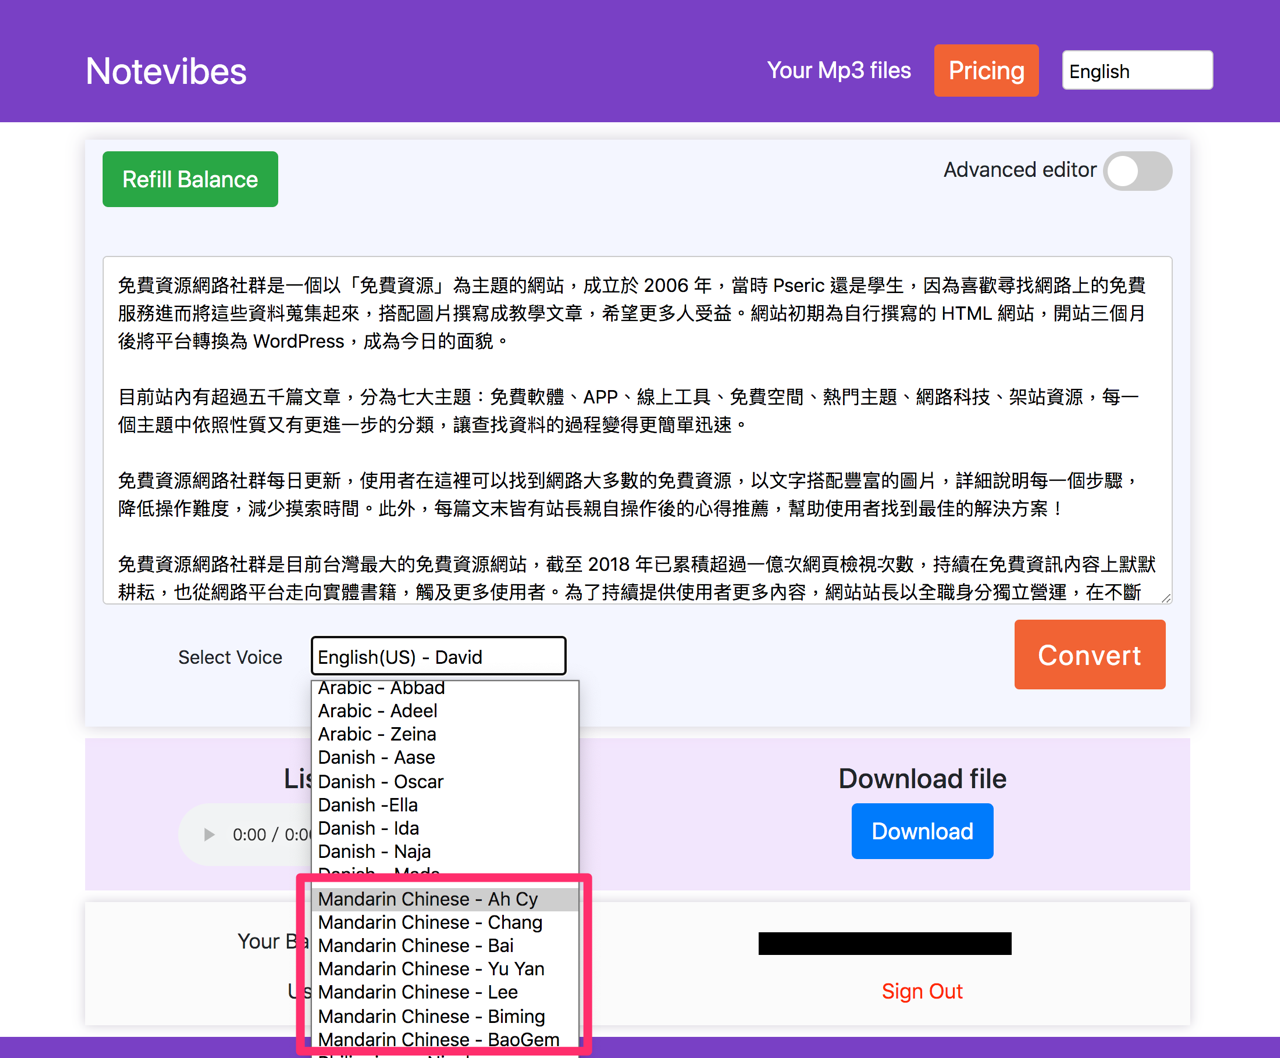 Notevibes
Your Mp3 files
Pricing
English
Refill Balance
Advanced editor
免費資源網路社群是一個以「免費資源」為主題的網站，成立於 2006 年，當時 Pseric 還是學生，因為喜歡尋找網路上的免費
服務進而將這些資料蒐集起來，搭配圖片撰寫成教學文章，希望更多人受益。網站初期為自行撰寫的 HTML 網站，開站三個月
後將平台轉換為 WordPress，成為今日的面貌。
目前站內有超過五千篇文章，分為七大主題：免費軟體、APP、線上工具、免費空間、熱門主題、網路科技、架站資源，每一
個主題中依照性質又有更進一步的分類，讓查找資料的過程變得更簡單迅速。
免費資源網路社群每日更新，使用者在這裡可以找到網路大多數的免費資源，以文字搭配豐富的圖片，詳細說明每一個步驟，
降低操作難度，減少摸索時間。此外，每篇文末皆有站長親自操作後的心得推薦，幫助使用者找到最佳的解決方案！
免費資源網路社群是目前台灣最大的免費資源網站，截至 2018 年已累積超過一億次網頁檢視次數，持續在免費資訊內容上默默
耕耘，也從網路平台走向實體書籍，觸及更多使用者。為了持續提供使用者更多內容，網站站長以全職身分獨立營運，在不斷
Select Voice
English(US) - David
Convert
Arabic - Abbad
Arabic - Adeel
Arabic - Zeina
Danish - Aase
Danish - Oscar
Danish -Ella
Danish - Ida
Danish - Naja
Danish - Mads
Mandarin Chinese - Ah Cy
Mandarin Chinese - Chang
Mandarin Chinese - Bai
Mandarin Chinese - Yu Yan
Mandarin Chinese - Lee
Mandarin Chinese - Biming
Mandarin Chinese - BaoGem
0:00 / 0:00
Download file
Download
Your Ba
Us
Sign Out